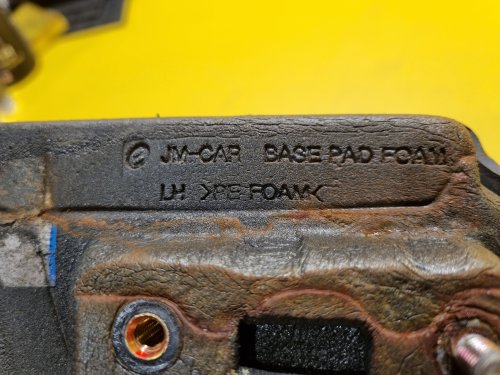 JM-CAR BASE PAD FOAM
LH >PE FOAM<